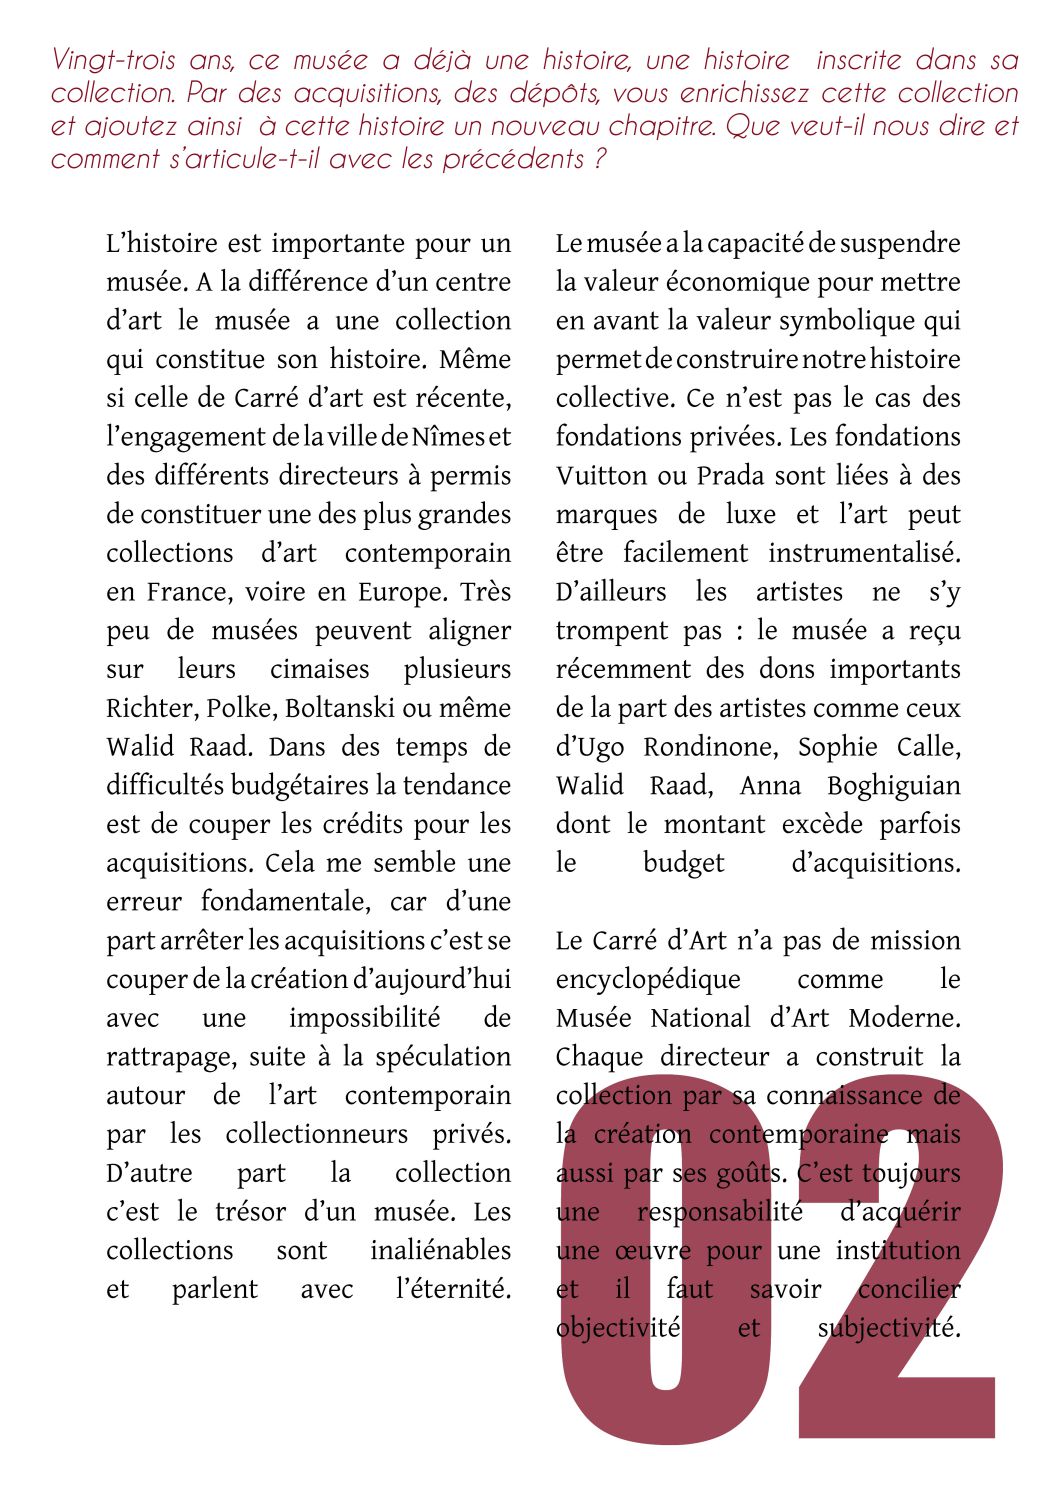 Vingt-trois ans, ce musée a déjà une histoire, une histoire  inscrite dans sa
collection. Par des acquisitions, des dépôts, vous enrichissez cette collection
et ajoutez ainsi  à cette histoire un nouveau chapitre. Que veut-il nous dire et
comment s’articule-t-il avec les précédents ?
L’histoire est importante pour un
musée. A la différence d’un centre
d’art le musée a une collection
qui constitue son histoire. Même
si celle de Carré d’art est récente,
l’engagement de la ville de Nîmes et
des différents directeurs à permis
de constituer une des plus grandes
collections d’art contemporain
en France, voire en Europe. Très
peu de musées peuvent aligner
sur leurs cimaises plusieurs
Richter, Polke, Boltanski ou même
Walid Raad. Dans des temps de
difficultés budgétaires la tendance
est de couper les crédits pour les
acquisitions. Cela me semble une
erreur fondamentale, car d’une
part arrêter les acquisitions c’est se
couper de la création d’aujourd’hui
avec une impossibilité de
rattrapage, suite à la spéculation
autour de l’art contemporain
par les collectionneurs privés.
D’autre part la collection
c’est le trésor d’un musée. Les
collections sont inaliénables
et parlent avec l’éternité.
Le musée a la capacité de suspendre
la valeur économique pour mettre
en avant la valeur symbolique qui
permet de construire notre histoire
collective. Ce n’est pas le cas des
fondations privées. Les fondations
Vuitton ou Prada sont liées à des
marques de luxe et l’art peut
être facilement instrumentalisé.
D’ailleurs les artistes ne s’y
trompent pas : le musée a reçu
récemment des dons importants
de la part des artistes comme ceux
d’Ugo Rondinone, Sophie Calle,
Walid Raad, Anna Boghiguian
dont le montant excède parfois
le budget d’acquisitions.
Le Carré d’Art n’a pas de mission
encyclopédique comme le
Musée National d’Art Moderne.
Chaque directeur a construit la
collection par sa connaissance de
la création contemporaine mais
aussi par ses goûts. C’est toujours
une responsabilité d’acquérir
une œuvre pour une institution
et il faut savoir concilier
objectivité et subjectivité.
02